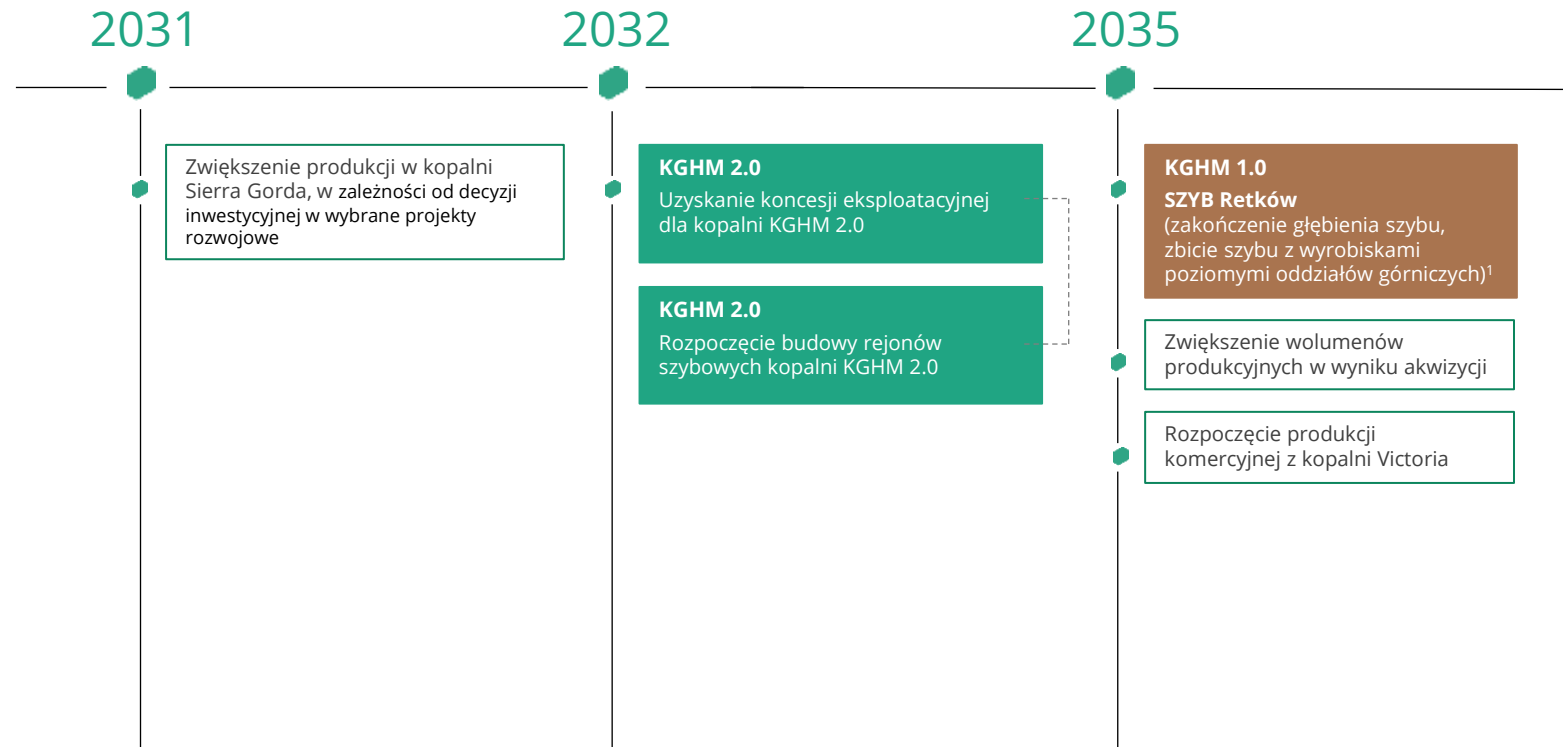 2031
2032
2035
Zwiększenie produkcji w kopalni
Sierra Gorda, w zależności od decyzji
inwestycyjnej w wybrane projekty
rozwojowe
KGHM 2.0
Uzyskanie koncesji eksploatacyjnej
dla kopalni KGHM 2.0
KGHM 2.0
Rozpoczęcie budowy rejonów
szybowych kopalni KGHM 2.0
KGHM 1.0
SZYB Retków
(zakończenie głębienia szybu,
zbicie szybu z wyrobiskami
poziomymi oddziałów górniczych)¹
Zwiększenie wolumenów
produkcyjnych w wyniku akwizycji
Rozpoczęcie produkcji
komercyjnej z kopalni Victoria